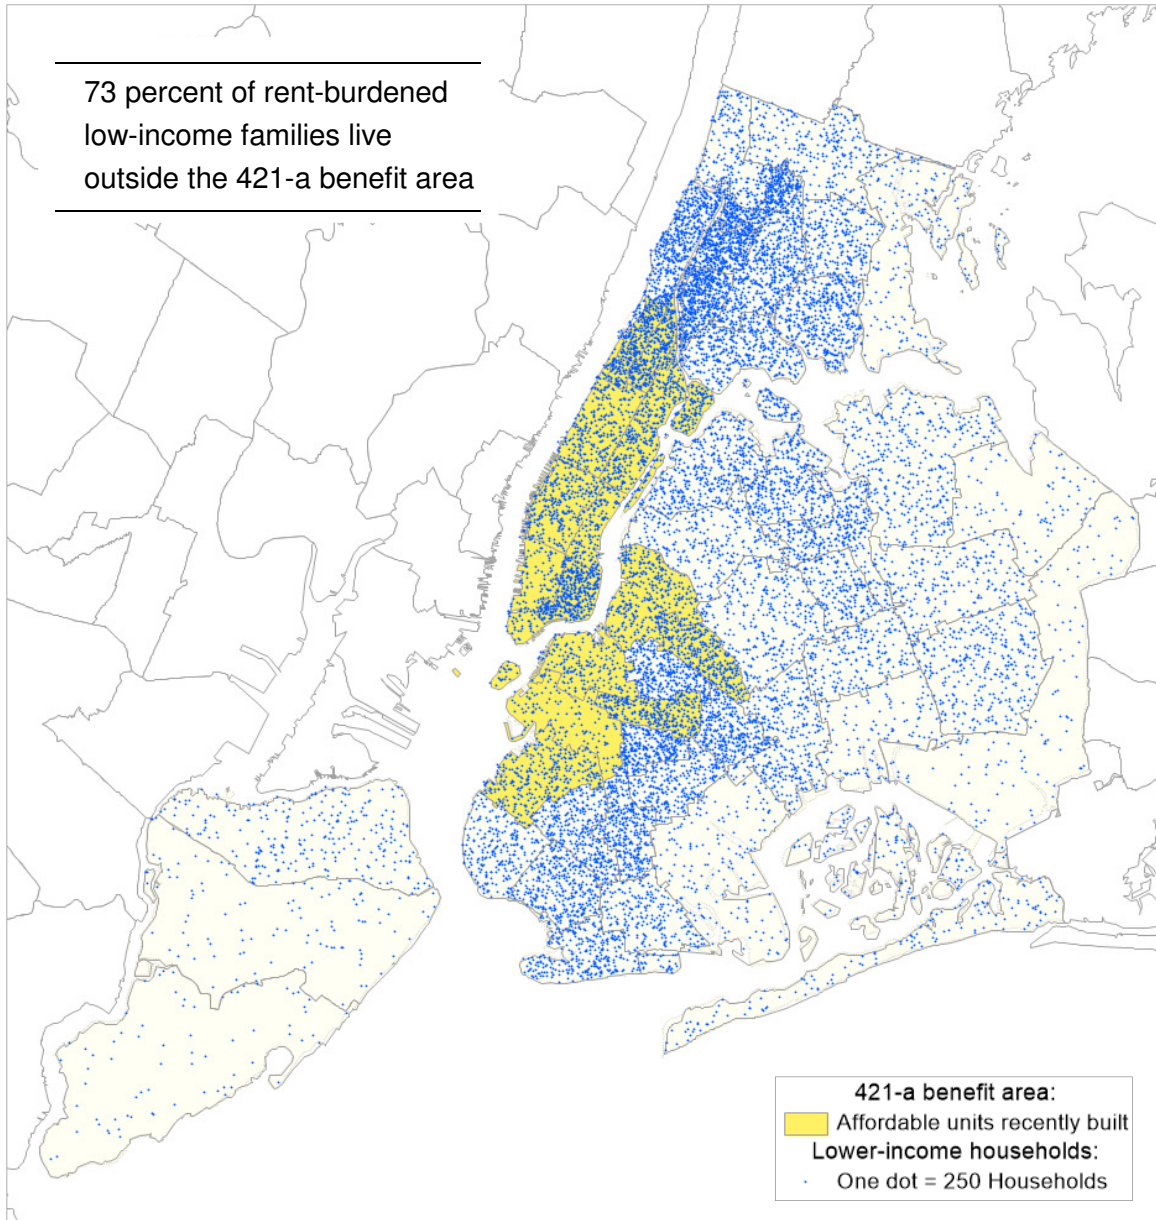 73 percent of rent-burdened
low-income families live
outside the 421-a benefit area
421-a benefit area:
Affordable units recently built
Lower-income households:
One dot = 250 Households